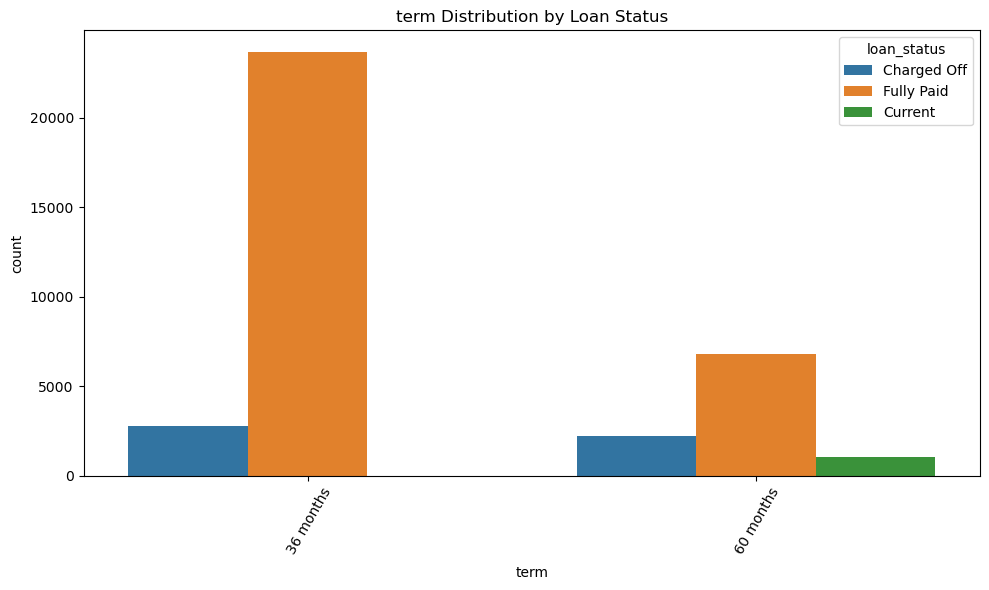 term Distribution by Loan Status
loan_status
Charged Off
Fully Paid
Current
count
20000
15000
10000
5000
0
36 months
60 months
term